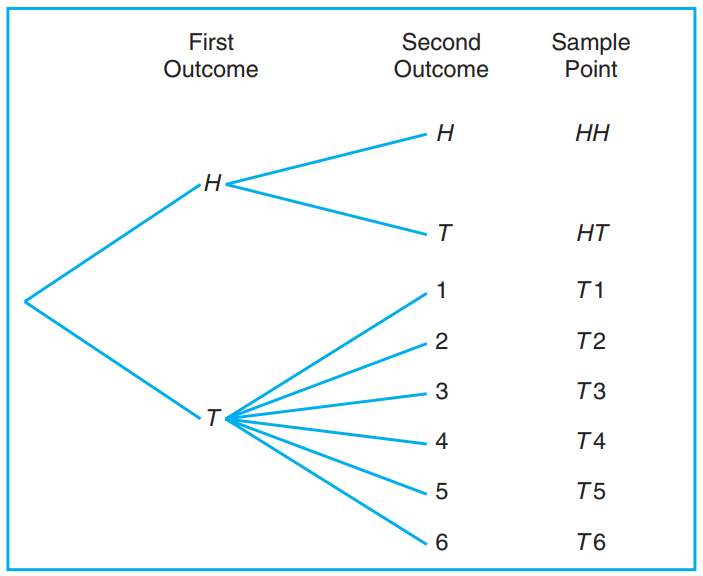 First Outcome
Second Outcome
Sample Point
H
HH
H
T
HT
1
T1
2
T2
3
T3
T
4
T4
5
T5
6
T6